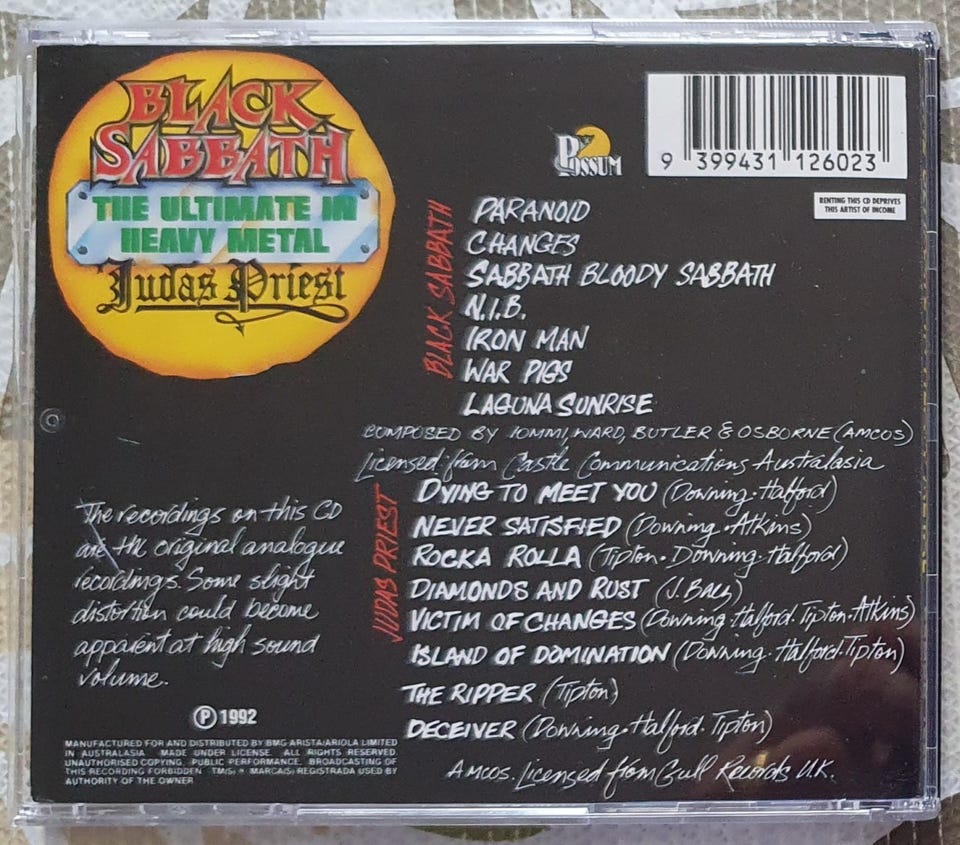 BLACK
SABBATH
THE ULTIMATE IN
HEAVY METAL
Judas Priest
POSSUM
9 399431 126023
RENTING THIS CD DEPRIVES
THIS ARTIST OF INCOME
BLACK SABBATH
PARANOID
CHANGES
SABBATH BLOODY SABBATH
N.I.B.
IRON MAN
WAR PIGS
LAGUNA SUNRISE
COMPOSED BY IOMMI, WARD, BUTLER & OSBORNE (AMCOS)
Licensed from Castle Communications Australasia
JUDAS PRIEST
DYING TO MEET YOU (Downing·Halford)
NEVER SATISFIED (Downing·Atkins)
ROCKA ROLLA (Tipton·Downing·Halford)
DIAMONDS AND RUST (J. Baez)
VICTIM OF CHANGES (Downing·Halford·Tipton·Atkins)
ISLAND OF DOMINATION (Downing·Halford·Tipton)
THE RIPPER (Tipton)
DECEIVER (Downing·Halford·Tipton)
AMCOS. Licensed from Gull Records U.K.
The recordings on this CD
are the original analogue
recordings. Some slight
distortion could become
apparent at high sound
volume.
Ⓟ 1992
MANUFACTURED FOR AND DISTRIBUTED BY BMG ARISTA/ARIOLA LIMITED
IN AUSTRALASIA MADE UNDER LICENSE. ALL RIGHTS RESERVED.
UNAUTHORISED COPYING, PUBLIC PERFORMANCE, BROADCASTING OF
THIS RECORDING FORBIDDEN. TM(S) ® MARCA(S) REGISTRADA USED BY
AUTHORITY OF THE OWNER